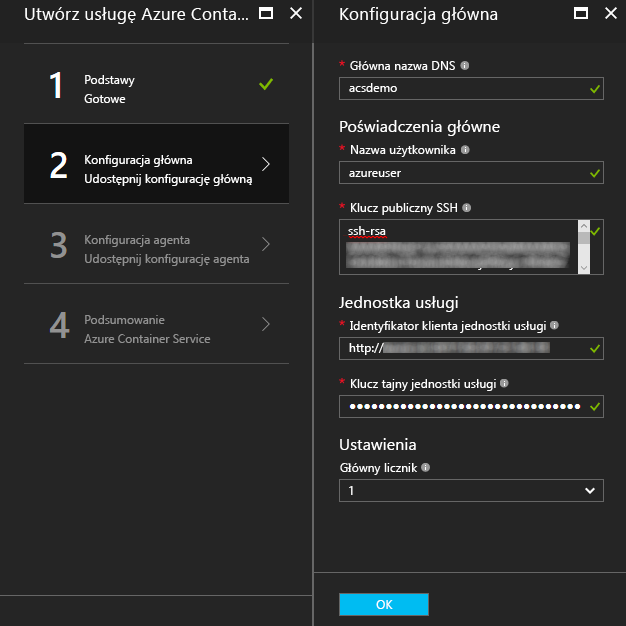 Utwórz usługę Azure Conta...
1
Podstawy
Gotowe
2
Konfiguracja główna
Udostępnij konfigurację główną
3
Konfiguracja agenta
Udostępnij konfigurację agenta
4
Podsumowanie
Azure Container Service
Konfiguracja główna
* Główna nazwa DNS
acsdemo
Poświadczenia główne
* Nazwa użytkownika
azureuser
* Klucz publiczny SSH
ssh-rsa
Jednostka usługi
* Identyfikator klienta jednostki usługi
http://
* Klucz tajny jednostki usługi
Ustawienia
Główny licznik
1
OK